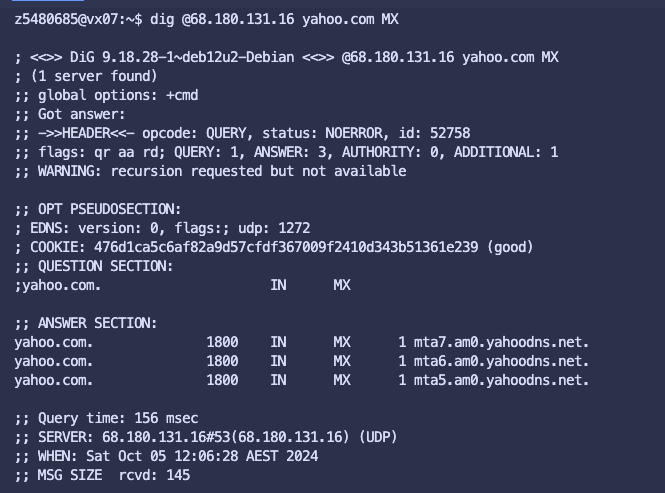 z5480685@vx07:~$ dig @68.180.131.16 yahoo.com MX
; <<>> DiG 9.18.28-1~deb12u2-Debian <<>> @68.180.131.16 yahoo.com MX
; (1 server found)
;; global options: +cmd
;; Got answer:
;; ->>HEADER<<- opcode: QUERY, status: NOERROR, id: 52758
;; flags: qr aa rd; QUERY: 1, ANSWER: 3, AUTHORITY: 0, ADDITIONAL: 1
;; WARNING: recursion requested but not available
;; OPT PSEUDOSECTION:
; EDNS: version: 0, flags:; udp: 1272
; COOKIE: 476d1ca5c6af82a9d57cfdf367009f2410d343b51361e239 (good)
;; QUESTION SECTION:
;yahoo.com. IN MX
;; ANSWER SECTION:
yahoo.com. 1800 IN MX 1 mta7.am0.yahoodns.net.
yahoo.com. 1800 IN MX 1 mta6.am0.yahoodns.net.
yahoo.com. 1800 IN MX 1 mta5.am0.yahoodns.net.
;; Query time: 156 msec
;; SERVER: 68.180.131.16#53(68.180.131.16) (UDP)
;; WHEN: Sat Oct 05 12:06:28 AEST 2024
;; MSG SIZE rcvd: 145